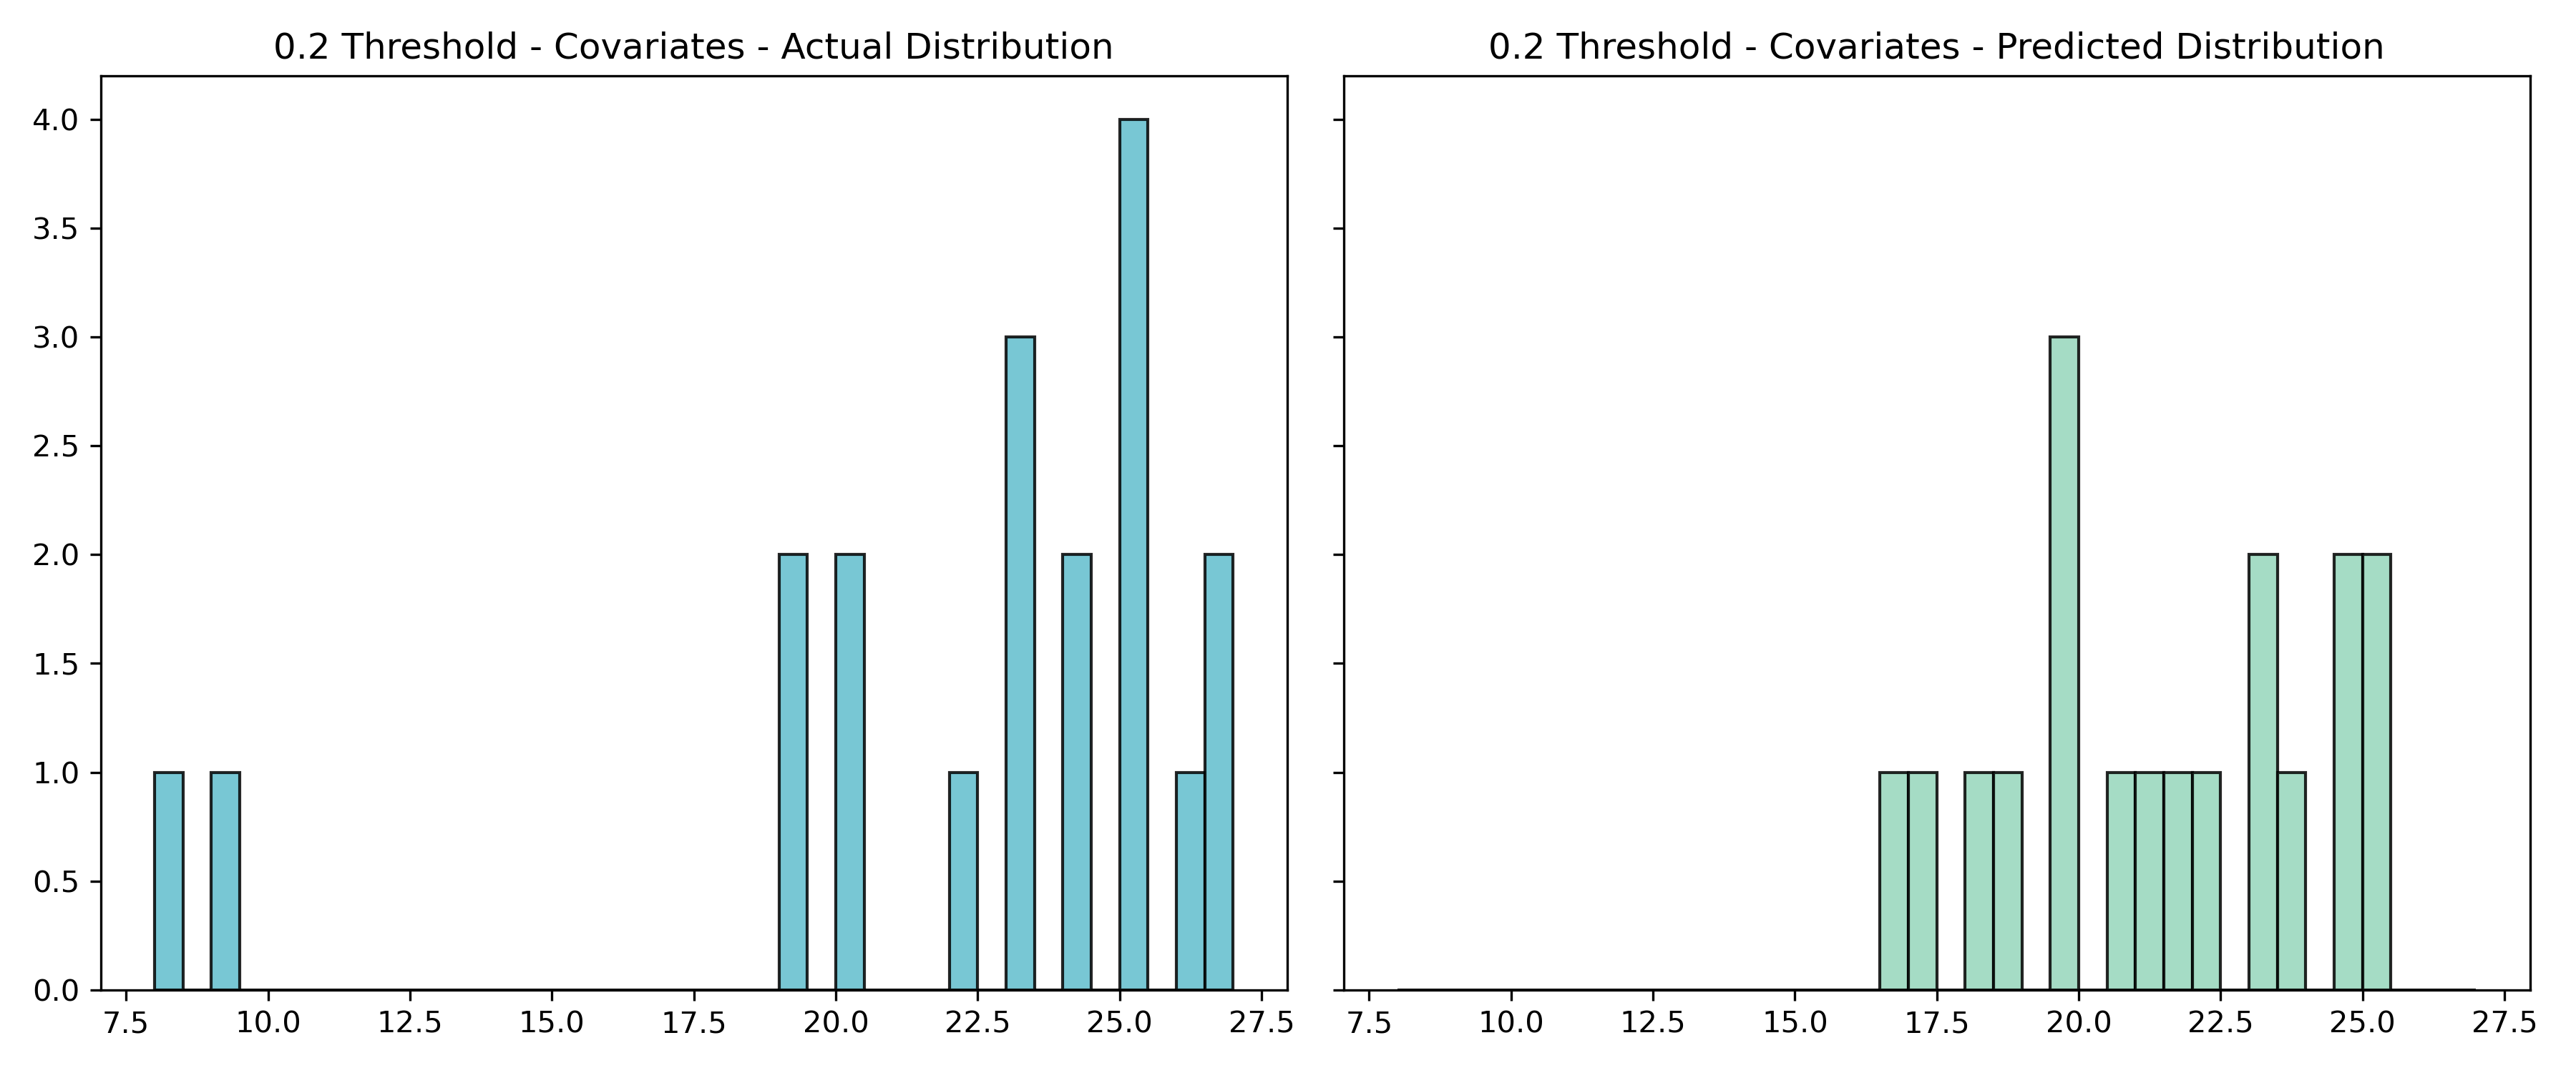 0.2 Threshold - Covariates - Actual Distribution
4.0
3.5
3.0
2.5
2.0
1.5
1.0
0.5
0.0
7.5 10.0 12.5 15.0 17.5 20.0 22.5 25.0 27.5
0.2 Threshold - Covariates - Predicted Distribution
7.5 10.0 12.5 15.0 17.5 20.0 22.5 25.0 27.5